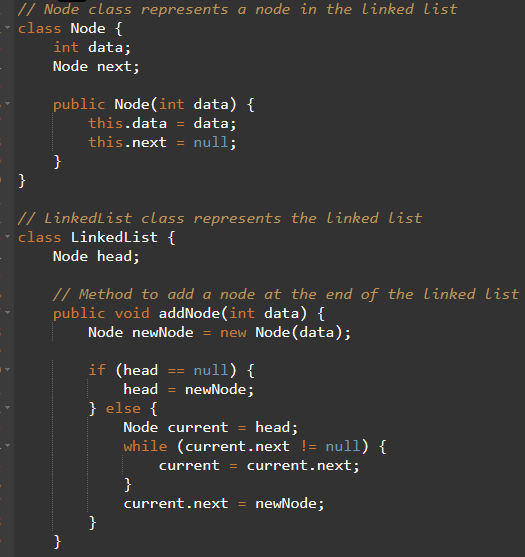 // Node class represents a node in the linked list
class Node {
    int data;
    Node next;

    public Node(int data) {
        this.data = data;
        this.next = null;
    }
}

// LinkedList class represents the linked list
class LinkedList {
    Node head;

    // Method to add a node at the end of the linked list
    public void addNode(int data) {
        Node newNode = new Node(data);

        if (head == null) {
            head = newNode;
        } else {
            Node current = head;
            while (current.next != null) {
                current = current.next;
            }
            current.next = newNode;
        }
    }